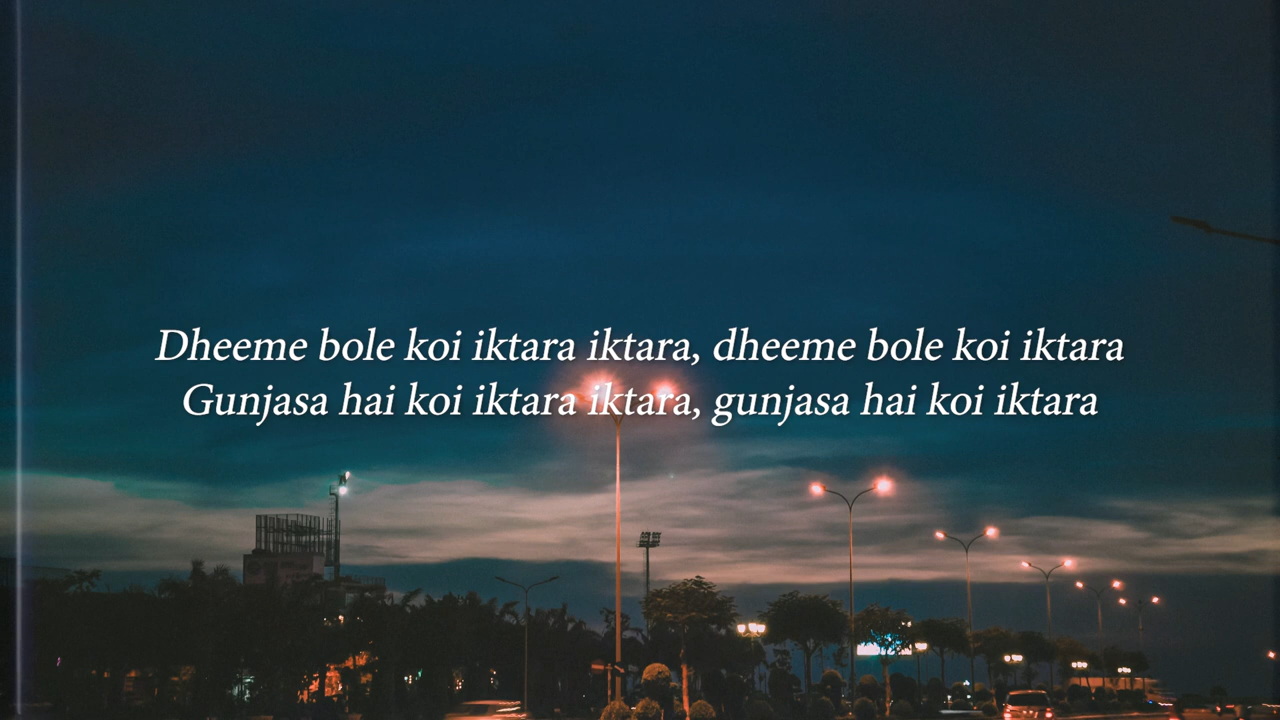 Dheeme bole koi iktara iktara, dheeme bole koi iktara
Gunjasa hai koi iktara iktara, gunjasa hai koi iktara